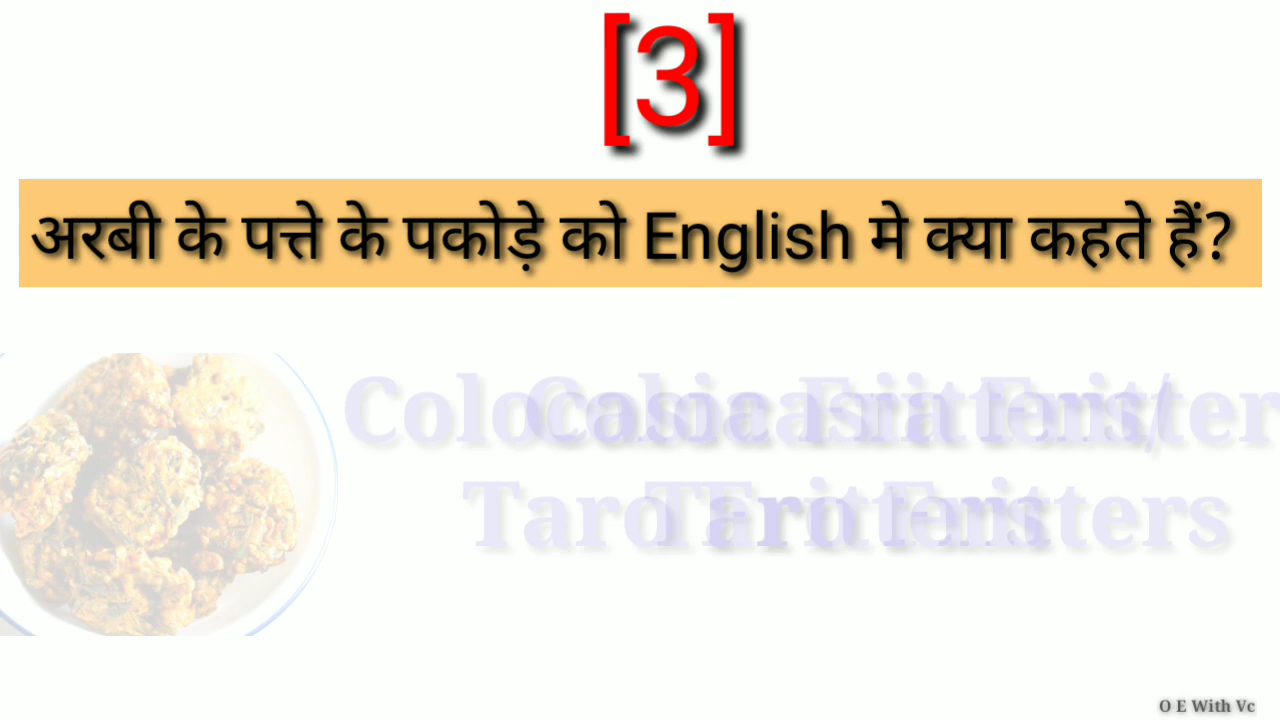 [3]
अरबी के पत्ते के पकोड़े को English मे क्या कहते हैं?
Colocasia Fritters/
Taro Fritters
O E With Vc